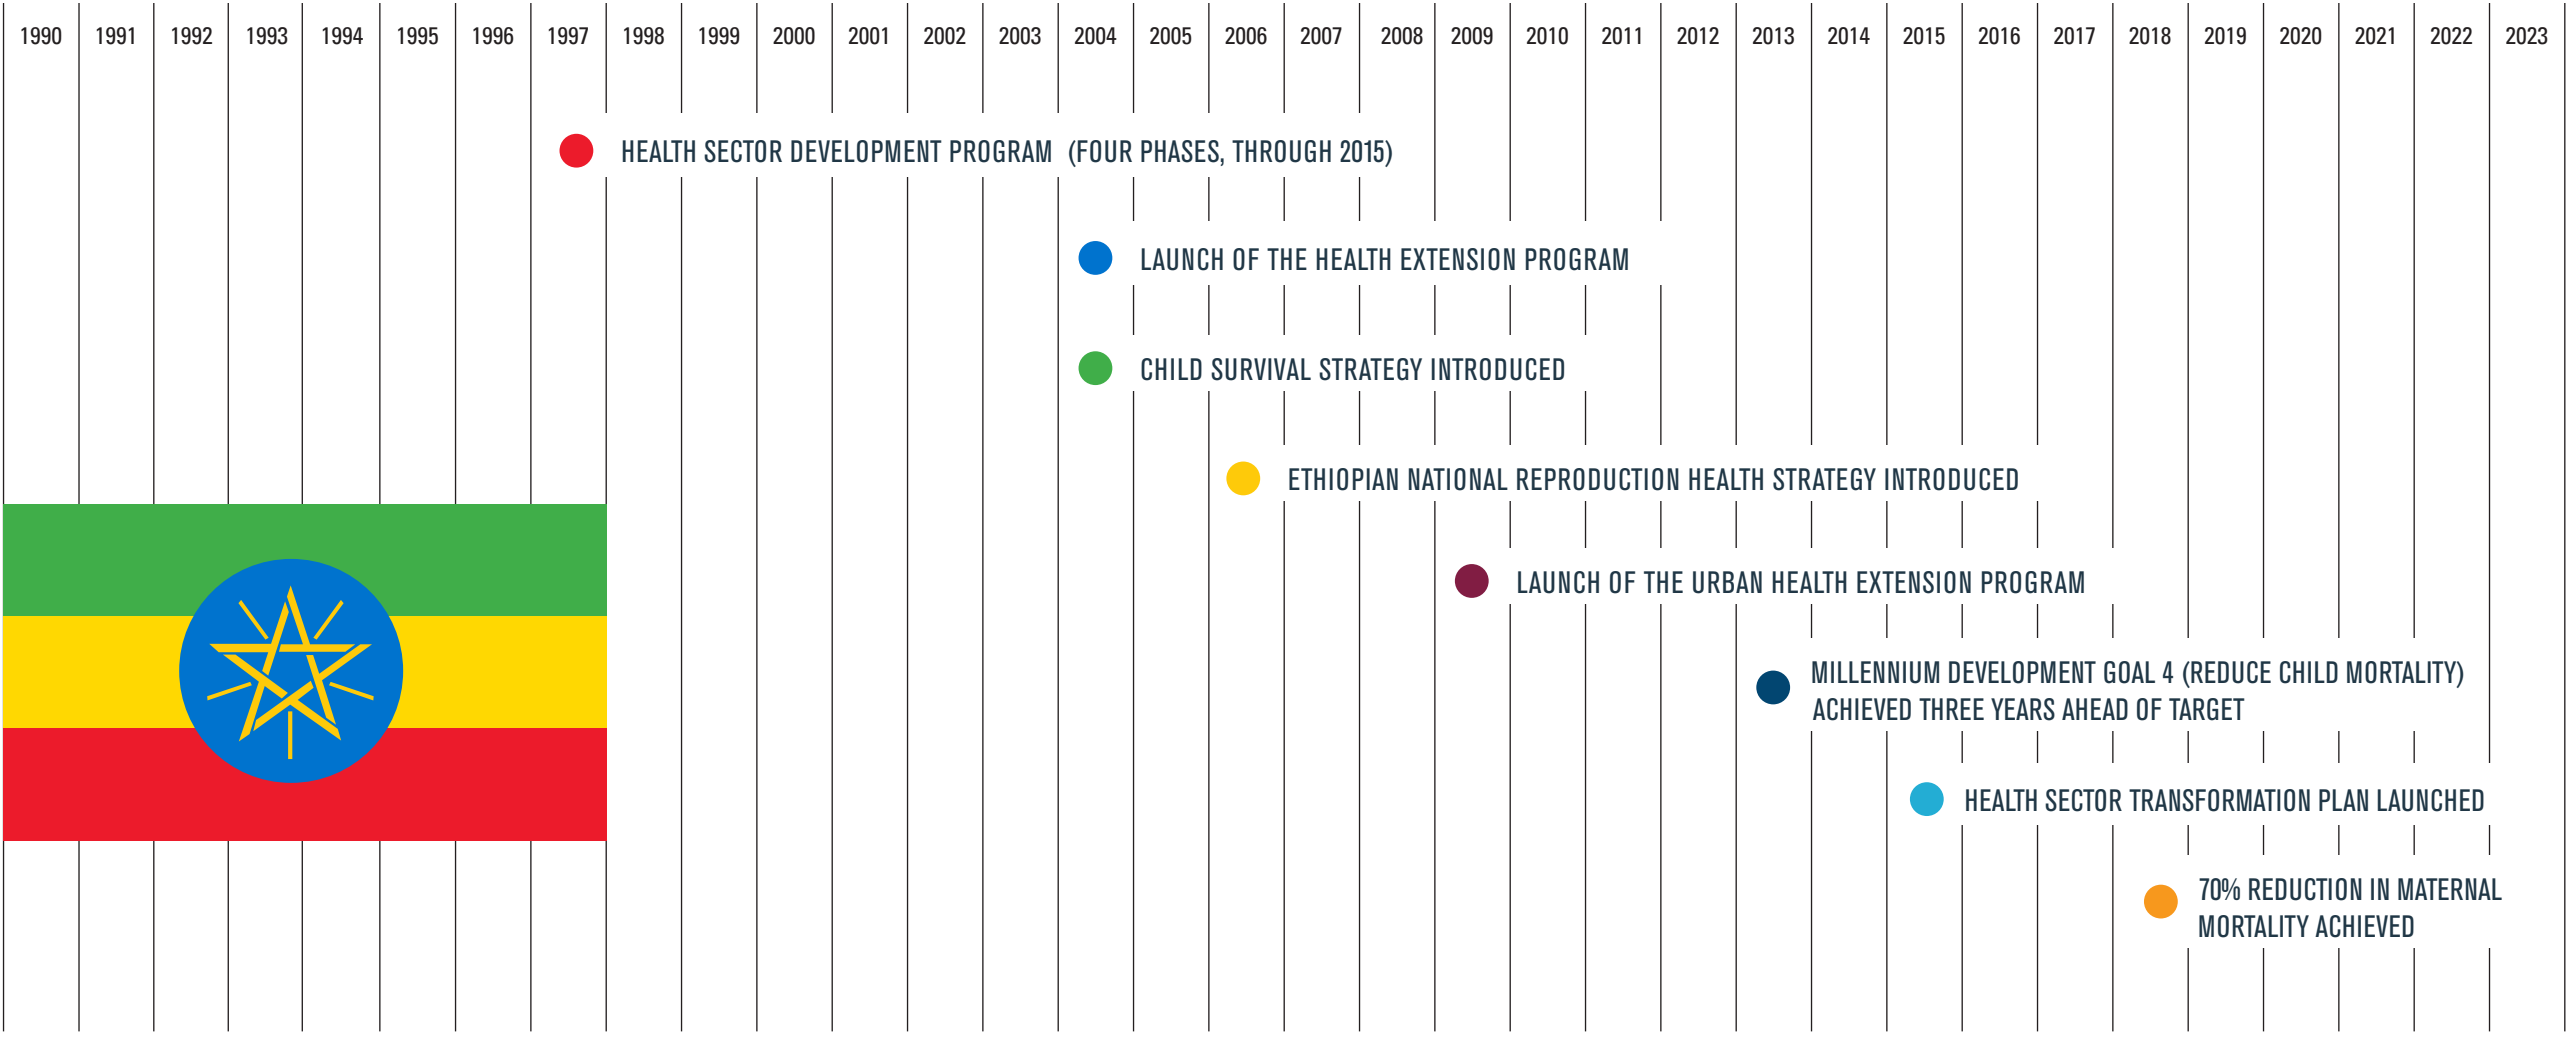 1990 1991 1992 1993 1994 1995 1996 1997 1998 1999 2000 2001 2002 2003 2004 2005 2006 2007 2008 2009 2010 2011 2012 2013 2014 2015 2016 2017 2018 2019 2020 2021 2022 2023
HEALTH SECTOR DEVELOPMENT PROGRAM (FOUR PHASES, THROUGH 2015)
LAUNCH OF THE HEALTH EXTENSION PROGRAM
CHILD SURVIVAL STRATEGY INTRODUCED
ETHIOPIAN NATIONAL REPRODUCTION HEALTH STRATEGY INTRODUCED
LAUNCH OF THE URBAN HEALTH EXTENSION PROGRAM
MILLENNIUM DEVELOPMENT GOAL 4 (REDUCE CHILD MORTALITY)
ACHIEVED THREE YEARS AHEAD OF TARGET
HEALTH SECTOR TRANSFORMATION PLAN LAUNCHED
70% REDUCTION IN MATERNAL
MORTALITY ACHIEVED